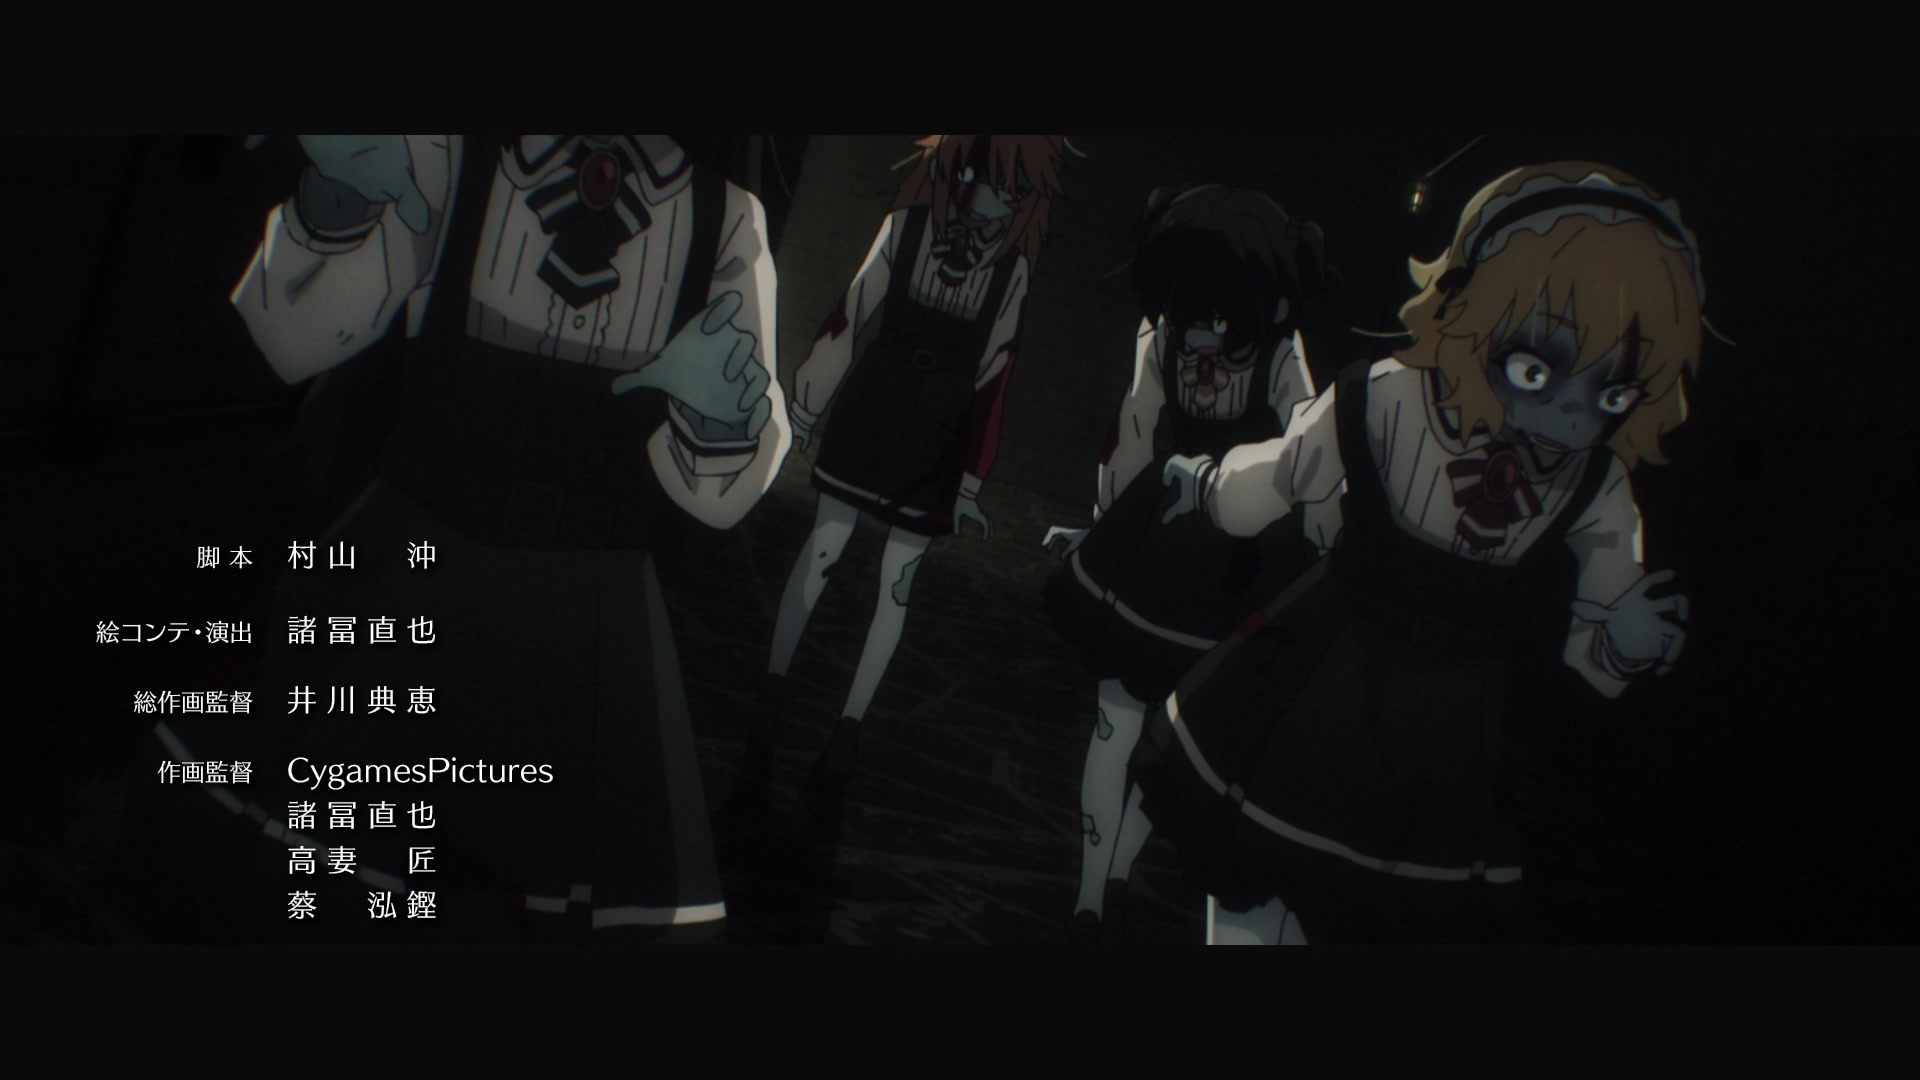 脚本 村山 沖
絵コンテ・演出 諸冨直也
総作画監督 井川典恵
作画監督 CygamesPictures
諸冨直也
高妻 匠
蔡 泓鏗